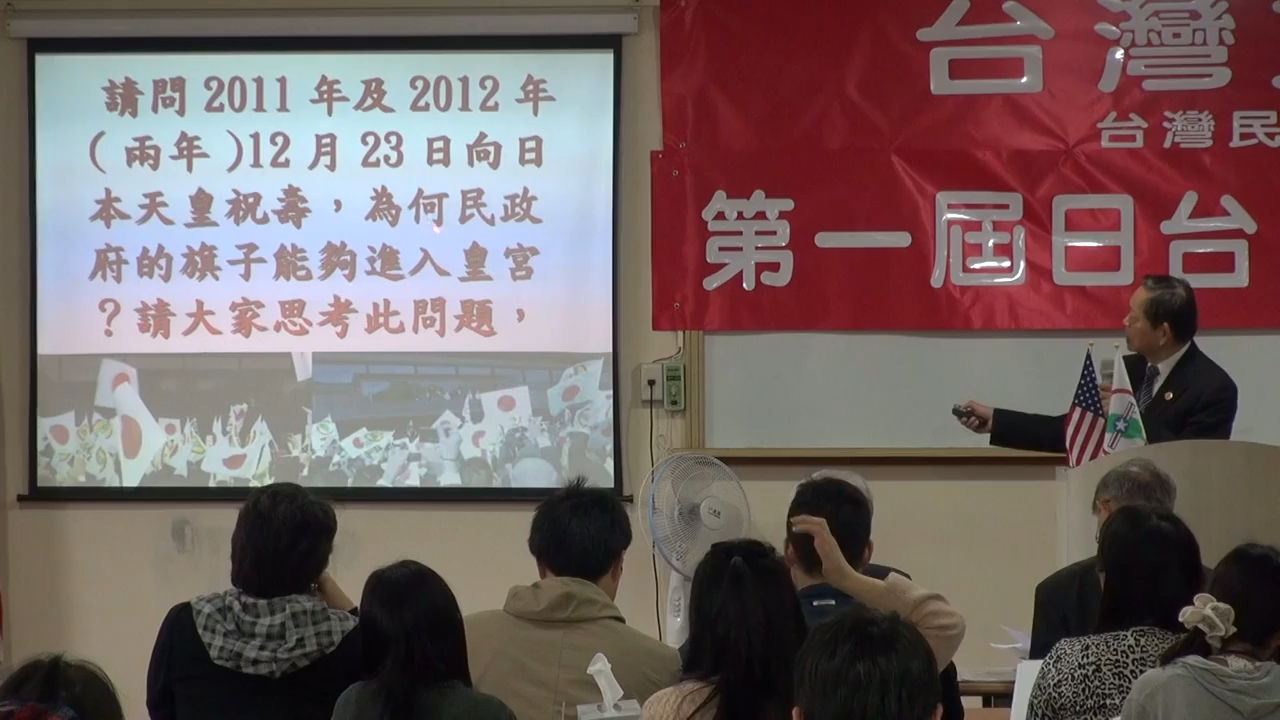 請問 2011 年及 2012 年
( 兩年 )12 月 23 日向日
本天皇祝壽，為何民政
府的旗子能夠進入皇宮
？請大家思考此問題，
台灣
台灣民
第一屆日台